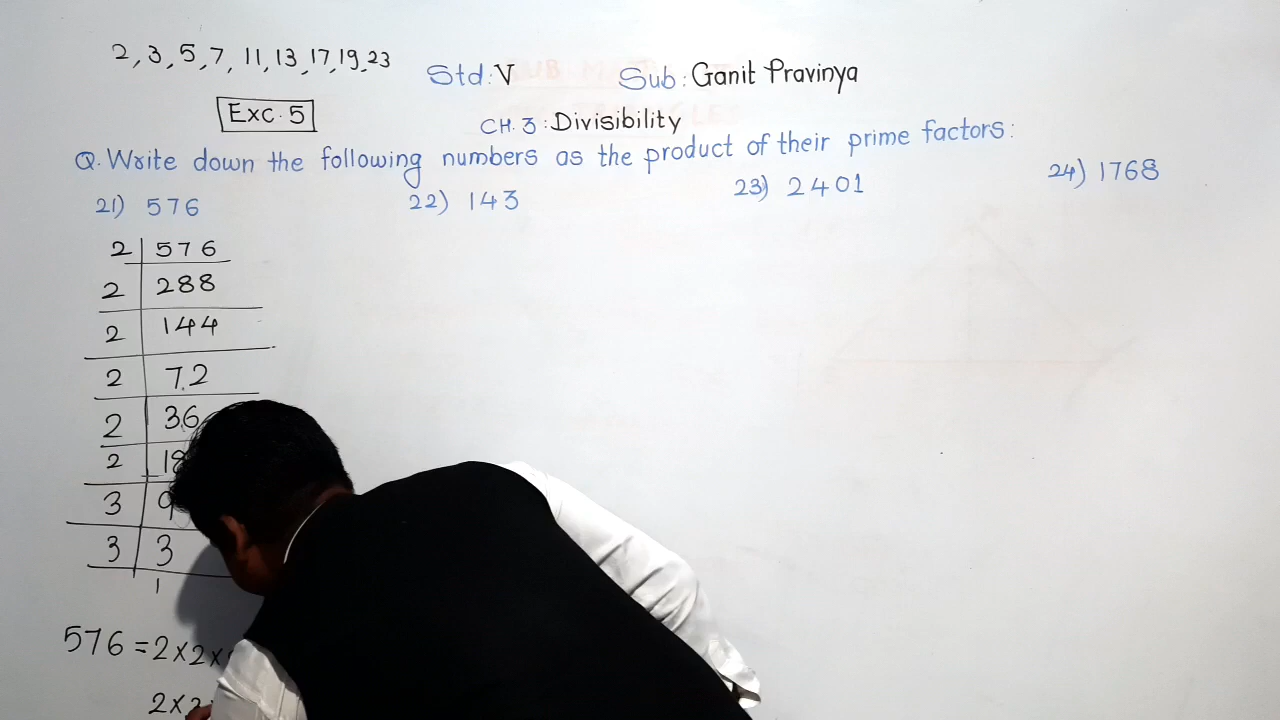 2, 3, 5, 7, 11, 13, 17, 19, 23
Std: V Sub: Ganit Pravinya
Exc. 5
CH. 3: Divisibility
Q. Write down the following numbers as the product of their prime factors:
21) 576 22) 143 23) 2401 24) 1768
2 | 576
2 | 288
2 | 144
2 | 72
2 | 36
2 | 18
3 | 9
3 | 3
1
576 = 2 × 2 ×
2 ×